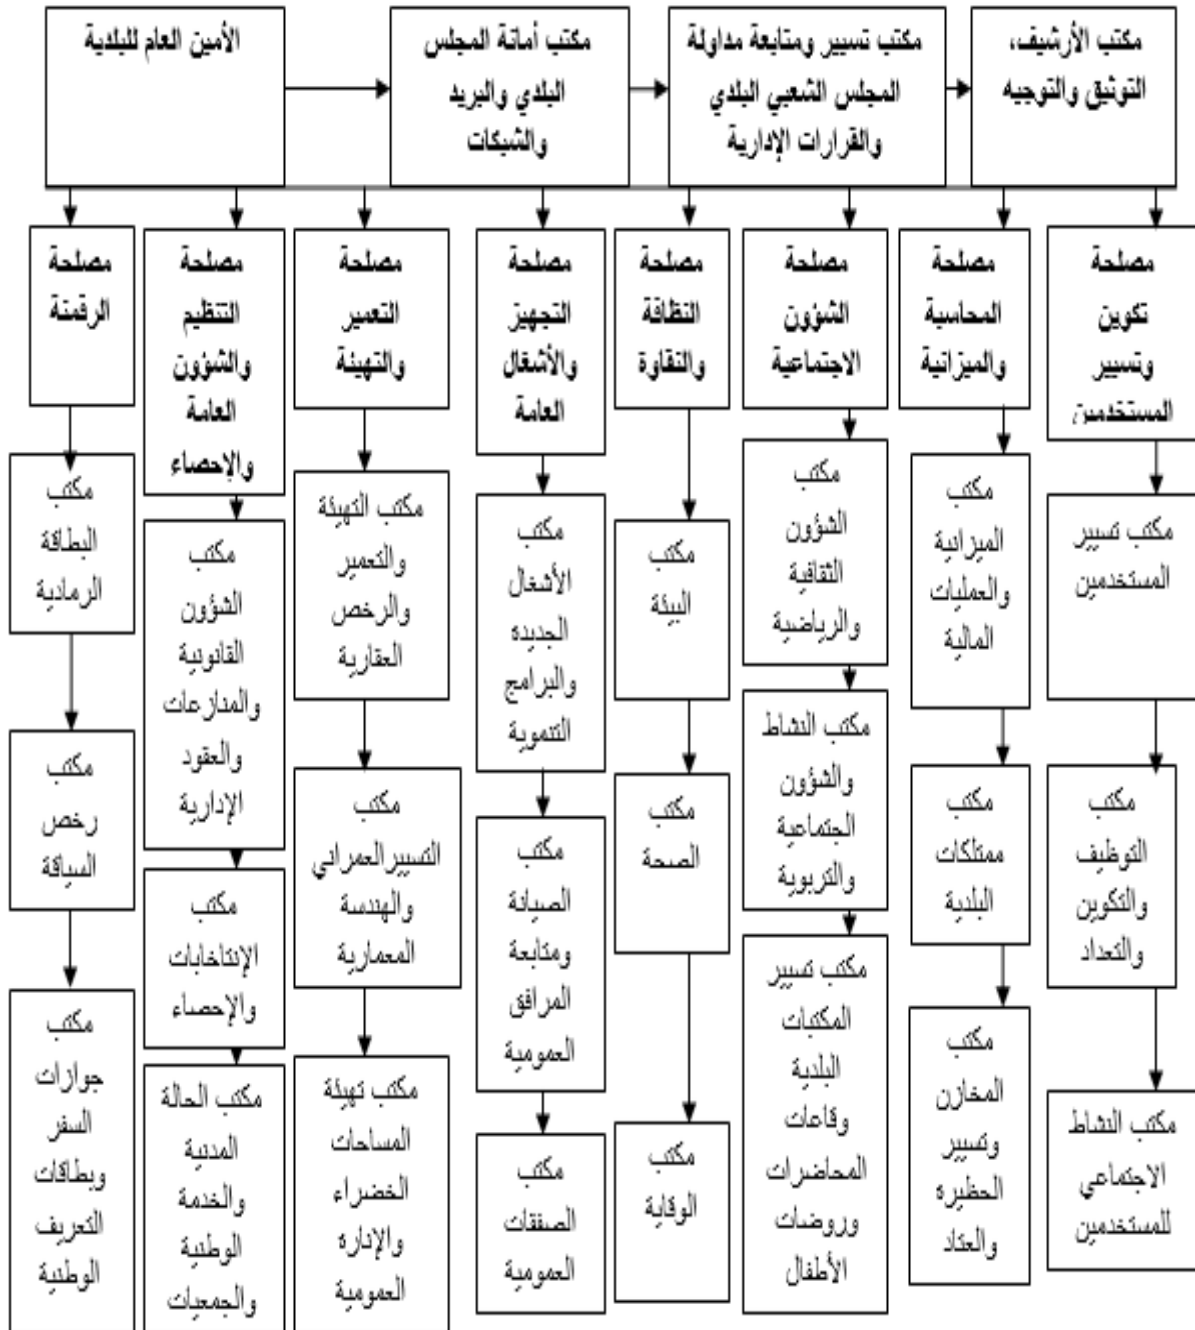 مكتب الأرشيف،
التوثيق والتوجيه
مكتب تسيير ومتابعة مداولة
المجلس الشعبي البلدي
والقرارات الإدارية
مكتب أمانة المجلس
البلدي والبريد
والشبكات
الأمين العام للبلدية
مصلحة
تكوين
وتسيير
المستخدمين
مكتب تسيير
المستخدمين
مكتب
التوظيف
والتكوين
والتعداد
مكتب النشاط
الاجتماعي
للمستخدمين
مصلحة
المحاسبة
والميزانية
مكتب
الميزانية
والعمليات
المالية
مكتب
ممتلكات
البلدية
مكتب
المخازن
وتسيير
الحظيرة
والعتاد
مصلحة
الشؤون
الاجتماعية
مكتب
الشؤون
الثقافية
والرياضية
مكتب النشاط
والشؤون
الجتماعية
والتربوية
مكتب تسيير
المكتبات
البلدية
وقاعات
المحاضرات
وروضات
الأطفال
مصلحة
النظافة
والنقاوة
مكتب
البيئة
مكتب
الصحة
مكتب
الوقاية
مصلحة
التجهيز
والأشغال
العامة
مكتب
الأشغال
الجديدة
والبرامج
التنموية
مكتب
الصيانة
ومتابعة
المرافق
العمومية
مكتب
الصفقات
العمومية
مصلحة
التعمير
والتهيئة
مكتب التهيئة
والتعمير
والرخص
العقارية
مكتب
التسيير العمراني
والهندسة
المعمارية
مكتب تهيئة
المساحات
الخضراء
والإنارة
العمومية
مصلحة
التنظيم
والشؤون
العامة
والإحصاء
مكتب
الشؤون
القانونية
والمنازعات
والعقود
الإدارية
مكتب
الإنتاخابات
والإحصاء
مكتب الحالة
المدنية
والخدمة
الوطنية
والجمعيات
مصلحة
الرقمنة
مكتب
البطاقة
الرمادية
مكتب
رخص
السياقة
مكتب
جوازات
السفر
وبطاقات
التعريف
الوطنية